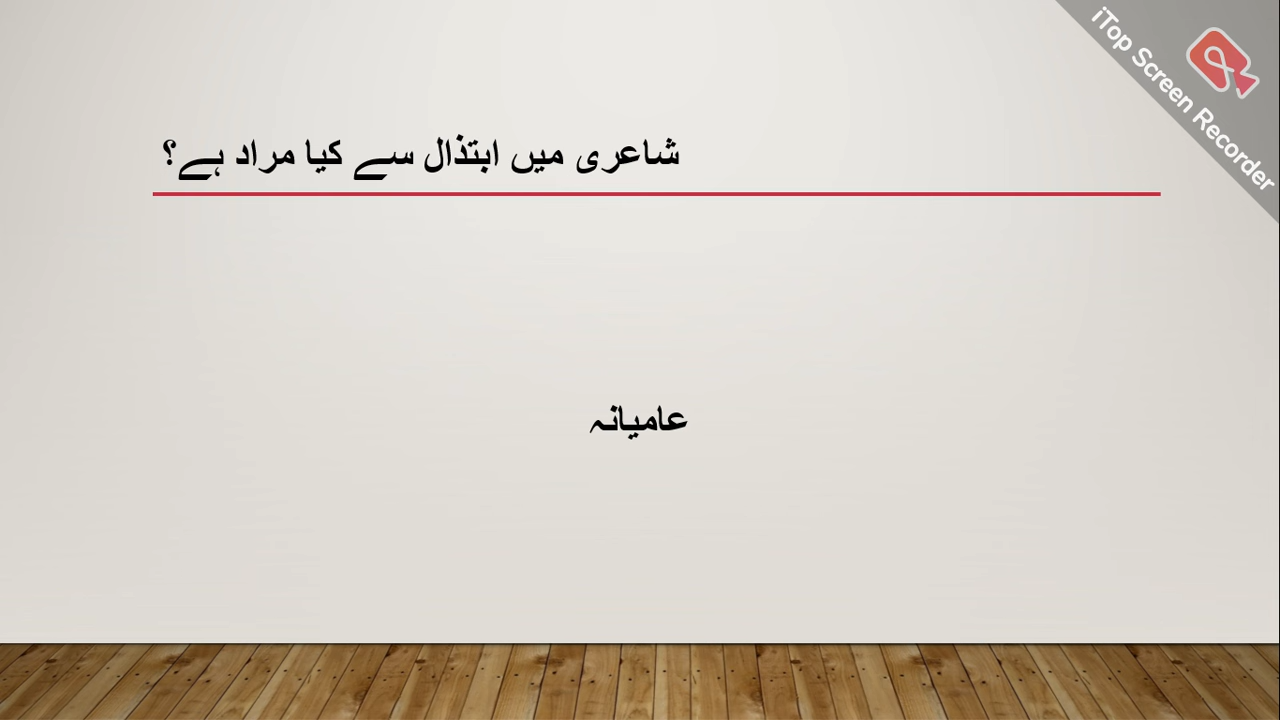 شاعری میں ابتذال سے کیا مراد ہے؟
عامیانہ
iTop Screen Recorder